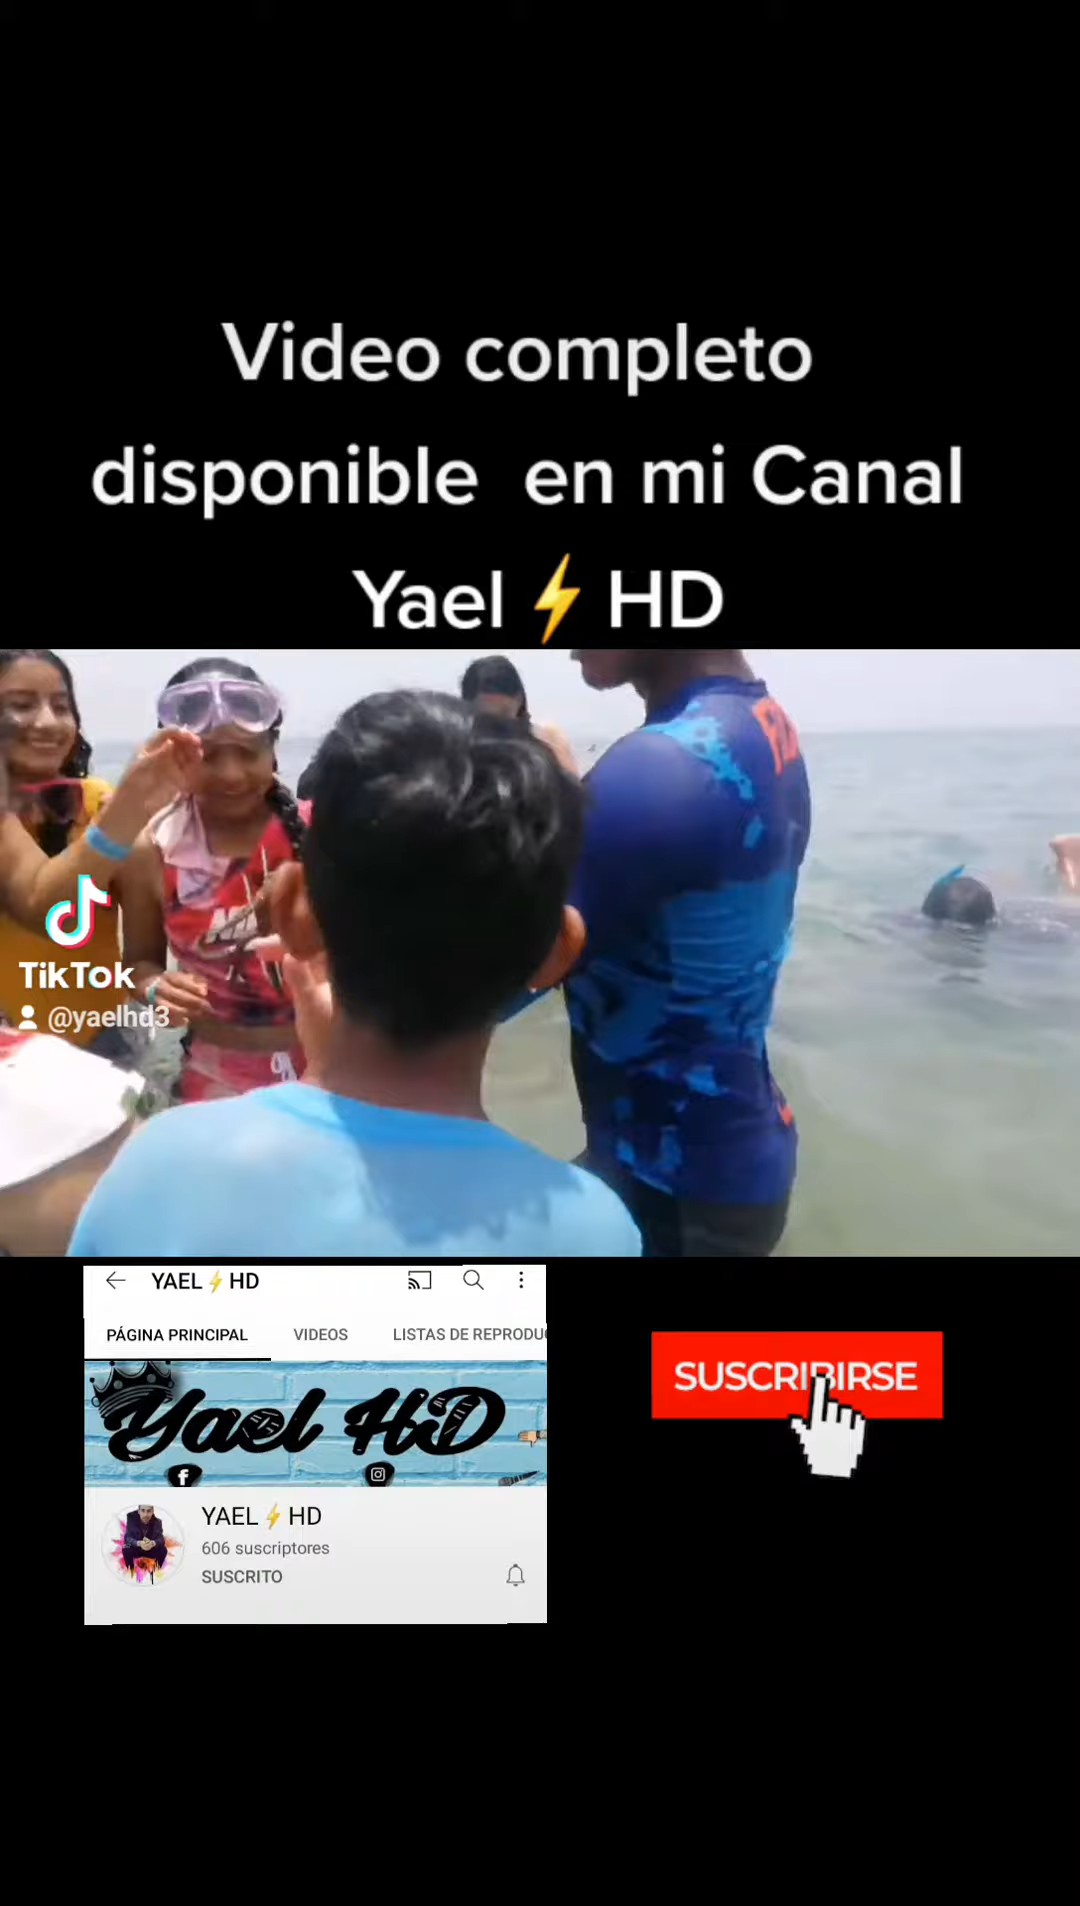 Video completo
disponible en mi Canal
Yael⚡HD
TikTok
@yaelhd3
YAEL⚡HD
PÁGINA PRINCIPAL VIDEOS LISTAS DE REPRODU
Yael HD
YAEL⚡HD
606 suscriptores
SUSCRITO
SUSCRIBIRSE